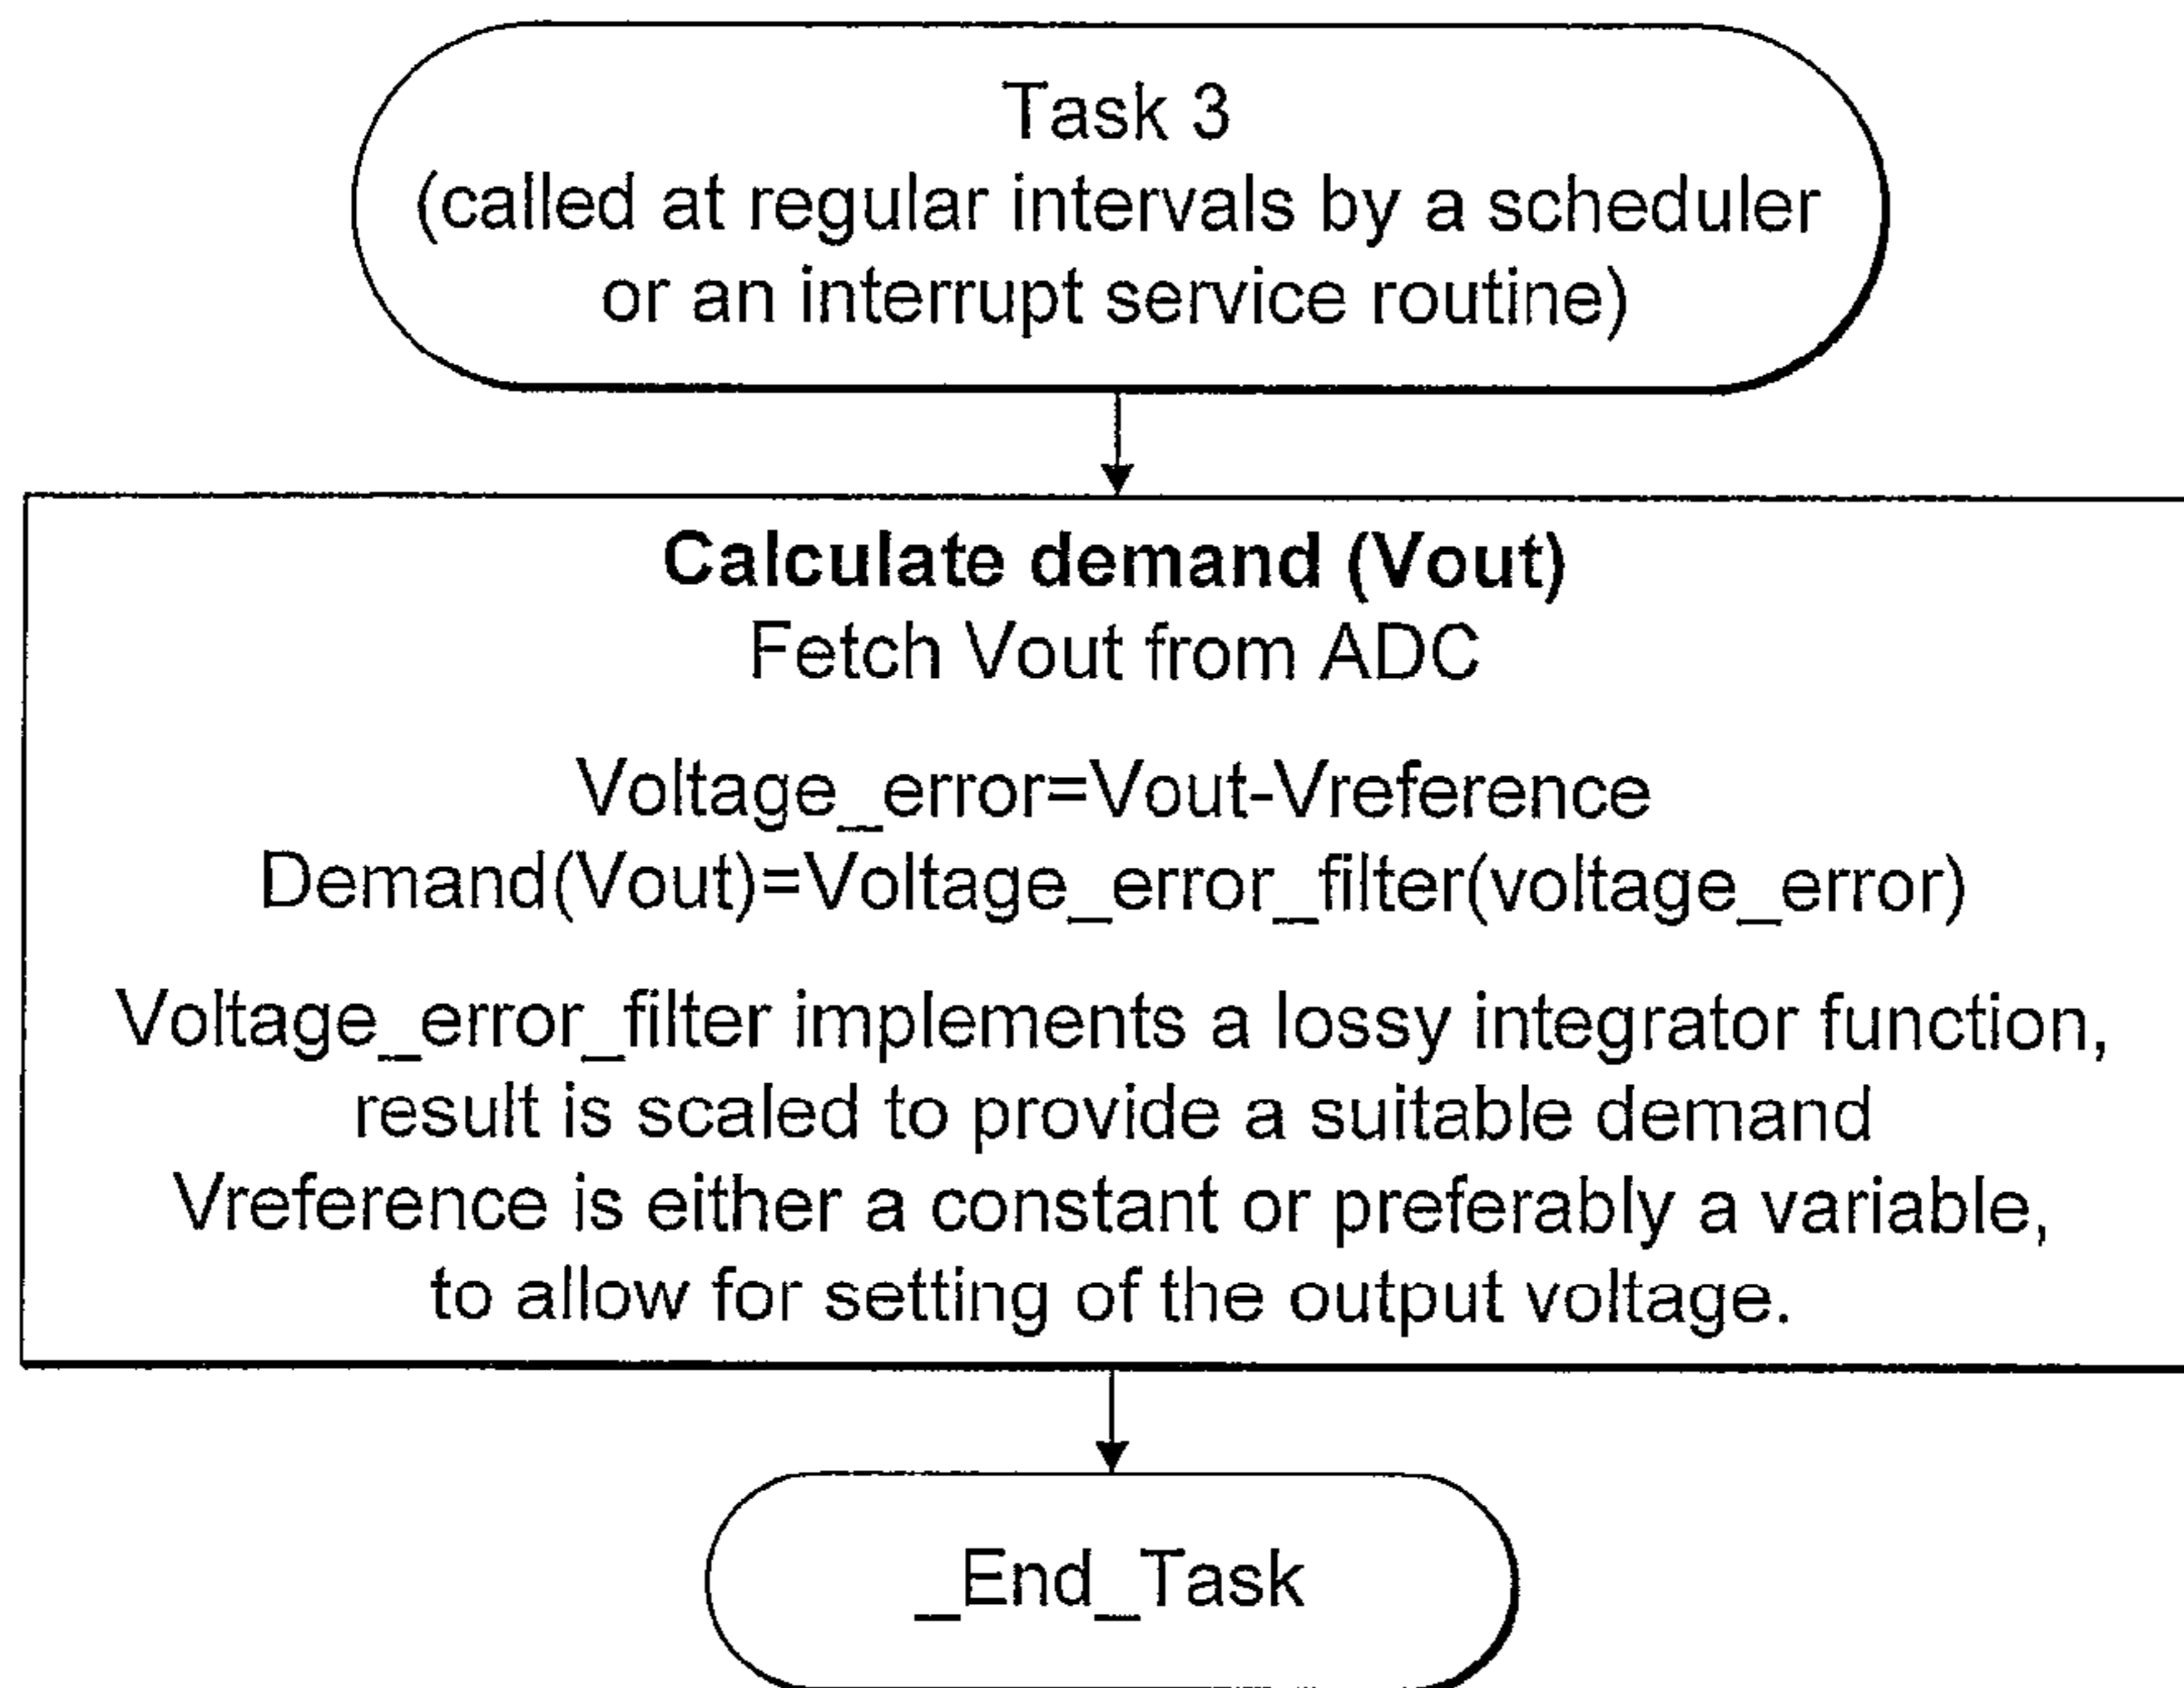 Task 3
(called at regular intervals by a scheduler
or an interrupt service routine)
Calculate demand (Vout)
Fetch Vout from ADC
Voltage_error=Vout-Vreference
Demand(Vout)=Voltage_error_filter(voltage_error)
Voltage_error_filter implements a lossy integrator function,
result is scaled to provide a suitable demand
Vreference is either a constant or preferably a variable,
to allow for setting of the output voltage.
_End_Task